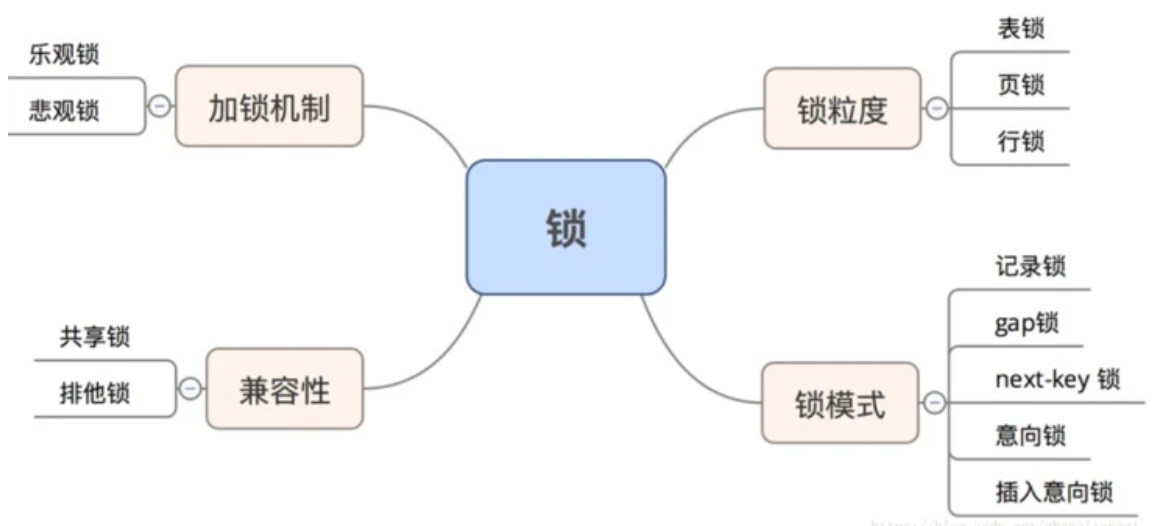 锁
加锁机制
乐观锁
悲观锁
兼容性
共享锁
排他锁
锁粒度
表锁
页锁
行锁
锁模式
记录锁
gap锁
next-key 锁
意向锁
插入意向锁